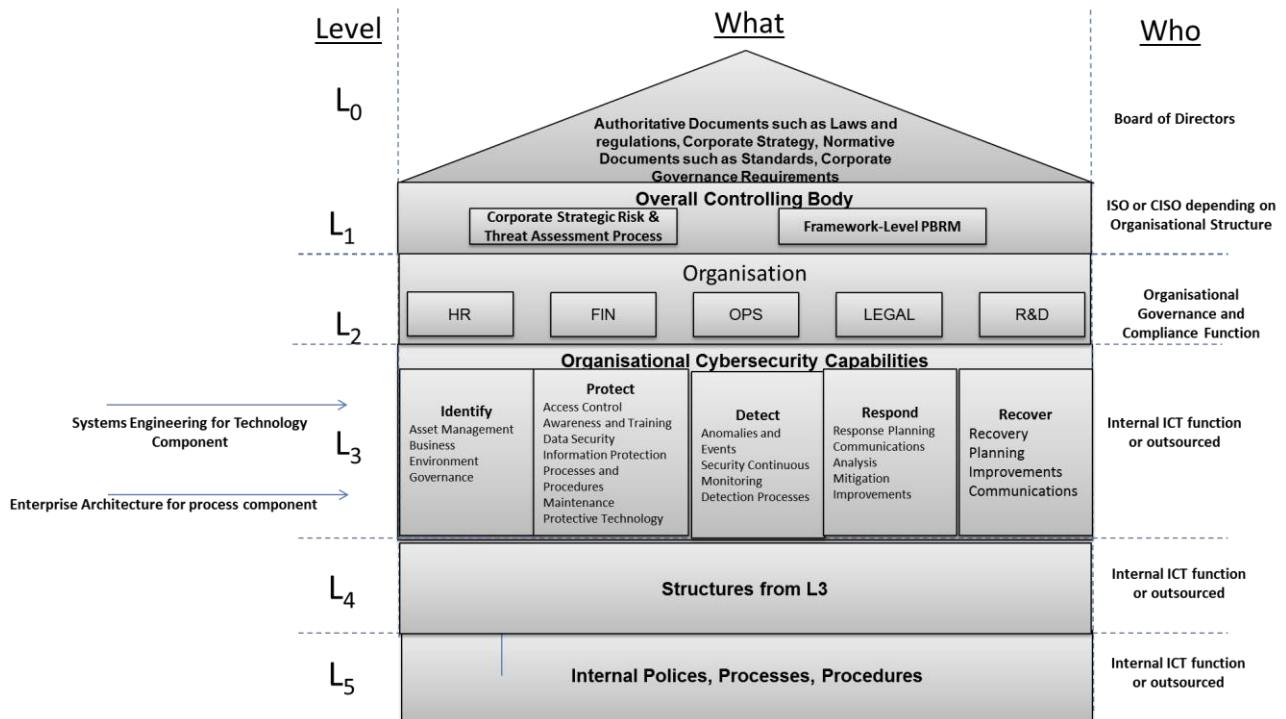 Level
What
Who
L0
Authoritative Documents such as Laws and
regulations, Corporate Strategy, Normative
Documents such as Standards, Corporate
Governance Requirements
Board of Directors
L1
Overall Controlling Body
Corporate Strategic Risk &
Threat Assessment Process
Framework-Level PBRM
ISO or CISO depending on
Organisational Structure
L2
Organisation
HR
FIN
OPS
LEGAL
R&D
Organisational
Governance and
Compliance Function
Systems Engineering for Technology
Component
Enterprise Architecture for process component
L3
Organisational Cybersecurity Capabilities
Identify
Asset Management
Business
Environment
Governance
Protect
Access Control
Awareness and Training
Data Security
Information Protection
Processes and
Procedures
Maintenance
Protective Technology
Detect
Anomalies and
Events
Security Continuous
Monitoring
Detection Processes
Respond
Response Planning
Communications
Analysis
Mitigation
Improvements
Recover
Recovery
Planning
Improvements
Communications
Internal ICT function
or outsourced
L4
Structures from L3
Internal ICT function
or outsourced
L5
Internal Polices, Processes, Procedures
Internal ICT function
or outsourced